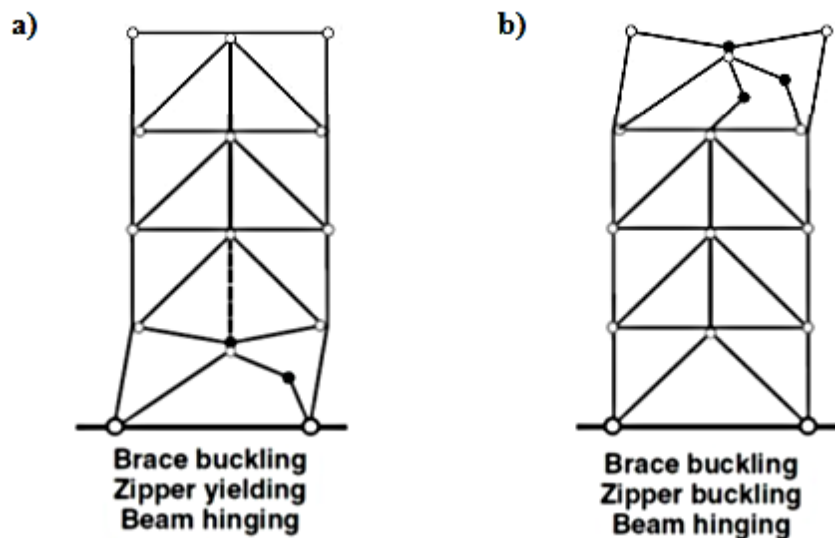 a)
b)
Brace buckling
Zipper yielding
Beam hinging
Brace buckling
Zipper buckling
Beam hinging